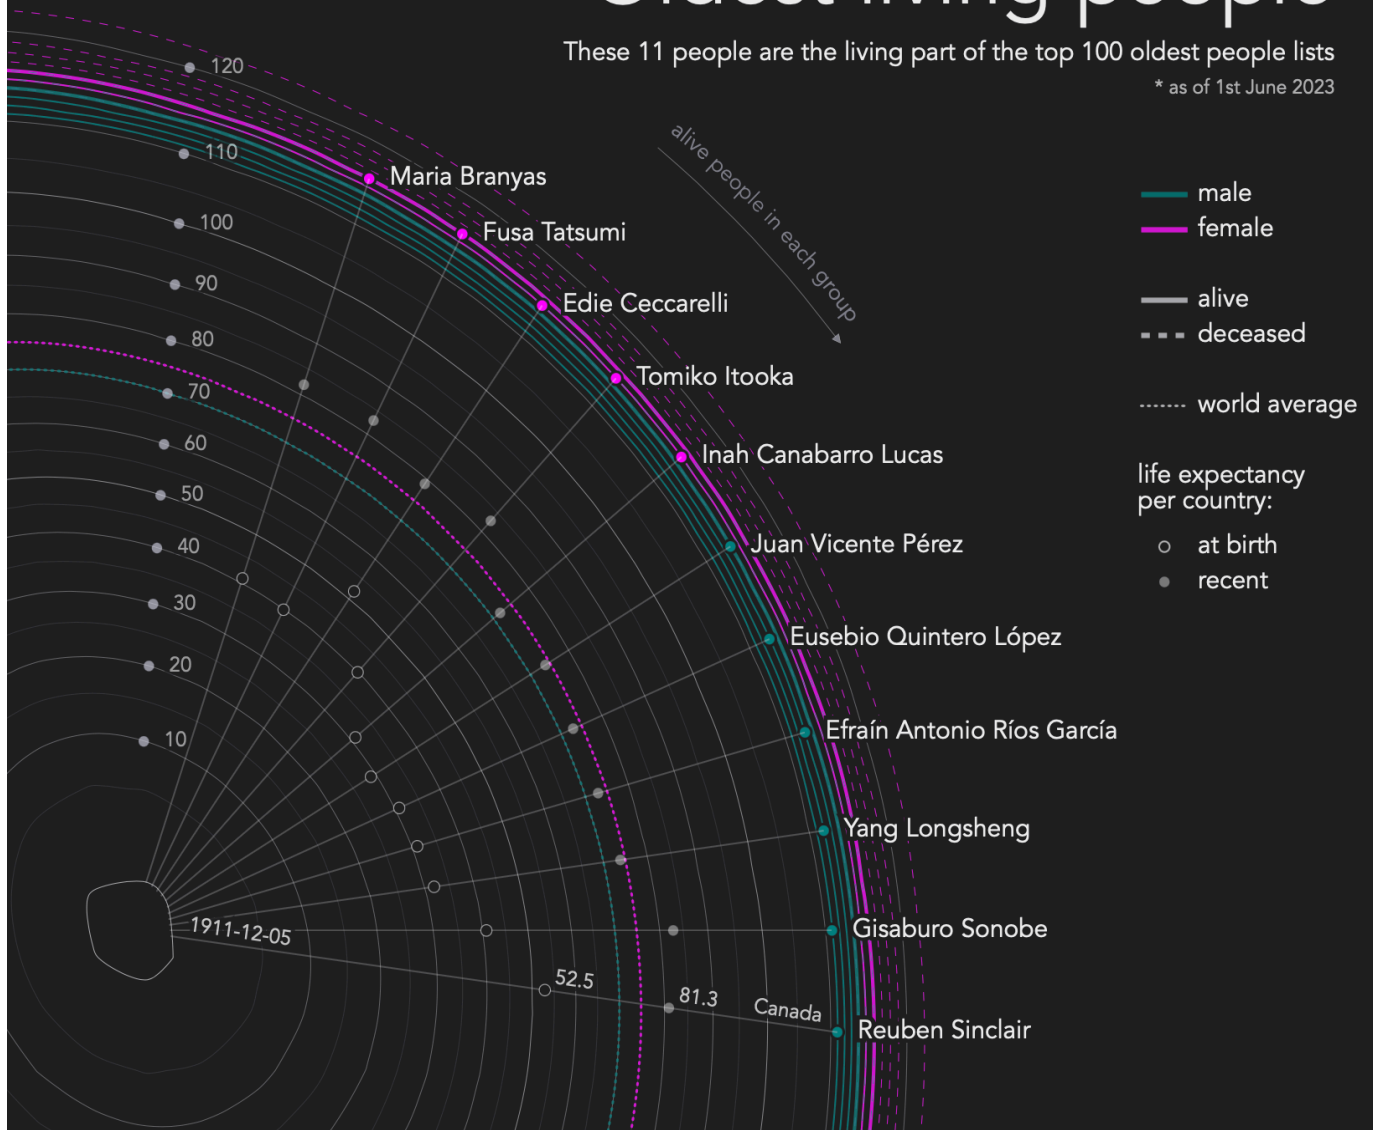 Oldest living people
These 11 people are the living part of the top 100 oldest people lists
* as of 1st June 2023
120
110
100
90
80
70
60
50
40
30
20
10
alive people in each group
Maria Branyas
Fusa Tatsumi
Edie Ceccarelli
Tomiko Itooka
Inah Canabarro Lucas
Juan Vicente Pérez
Eusebio Quintero López
Efraín Antonio Ríos García
Yang Longsheng
Gisaburo Sonobe
Reuben Sinclair
1911-12-05
52.5
81.3
Canada
male
female
alive
deceased
world average
life expectancy
per country:
at birth
recent